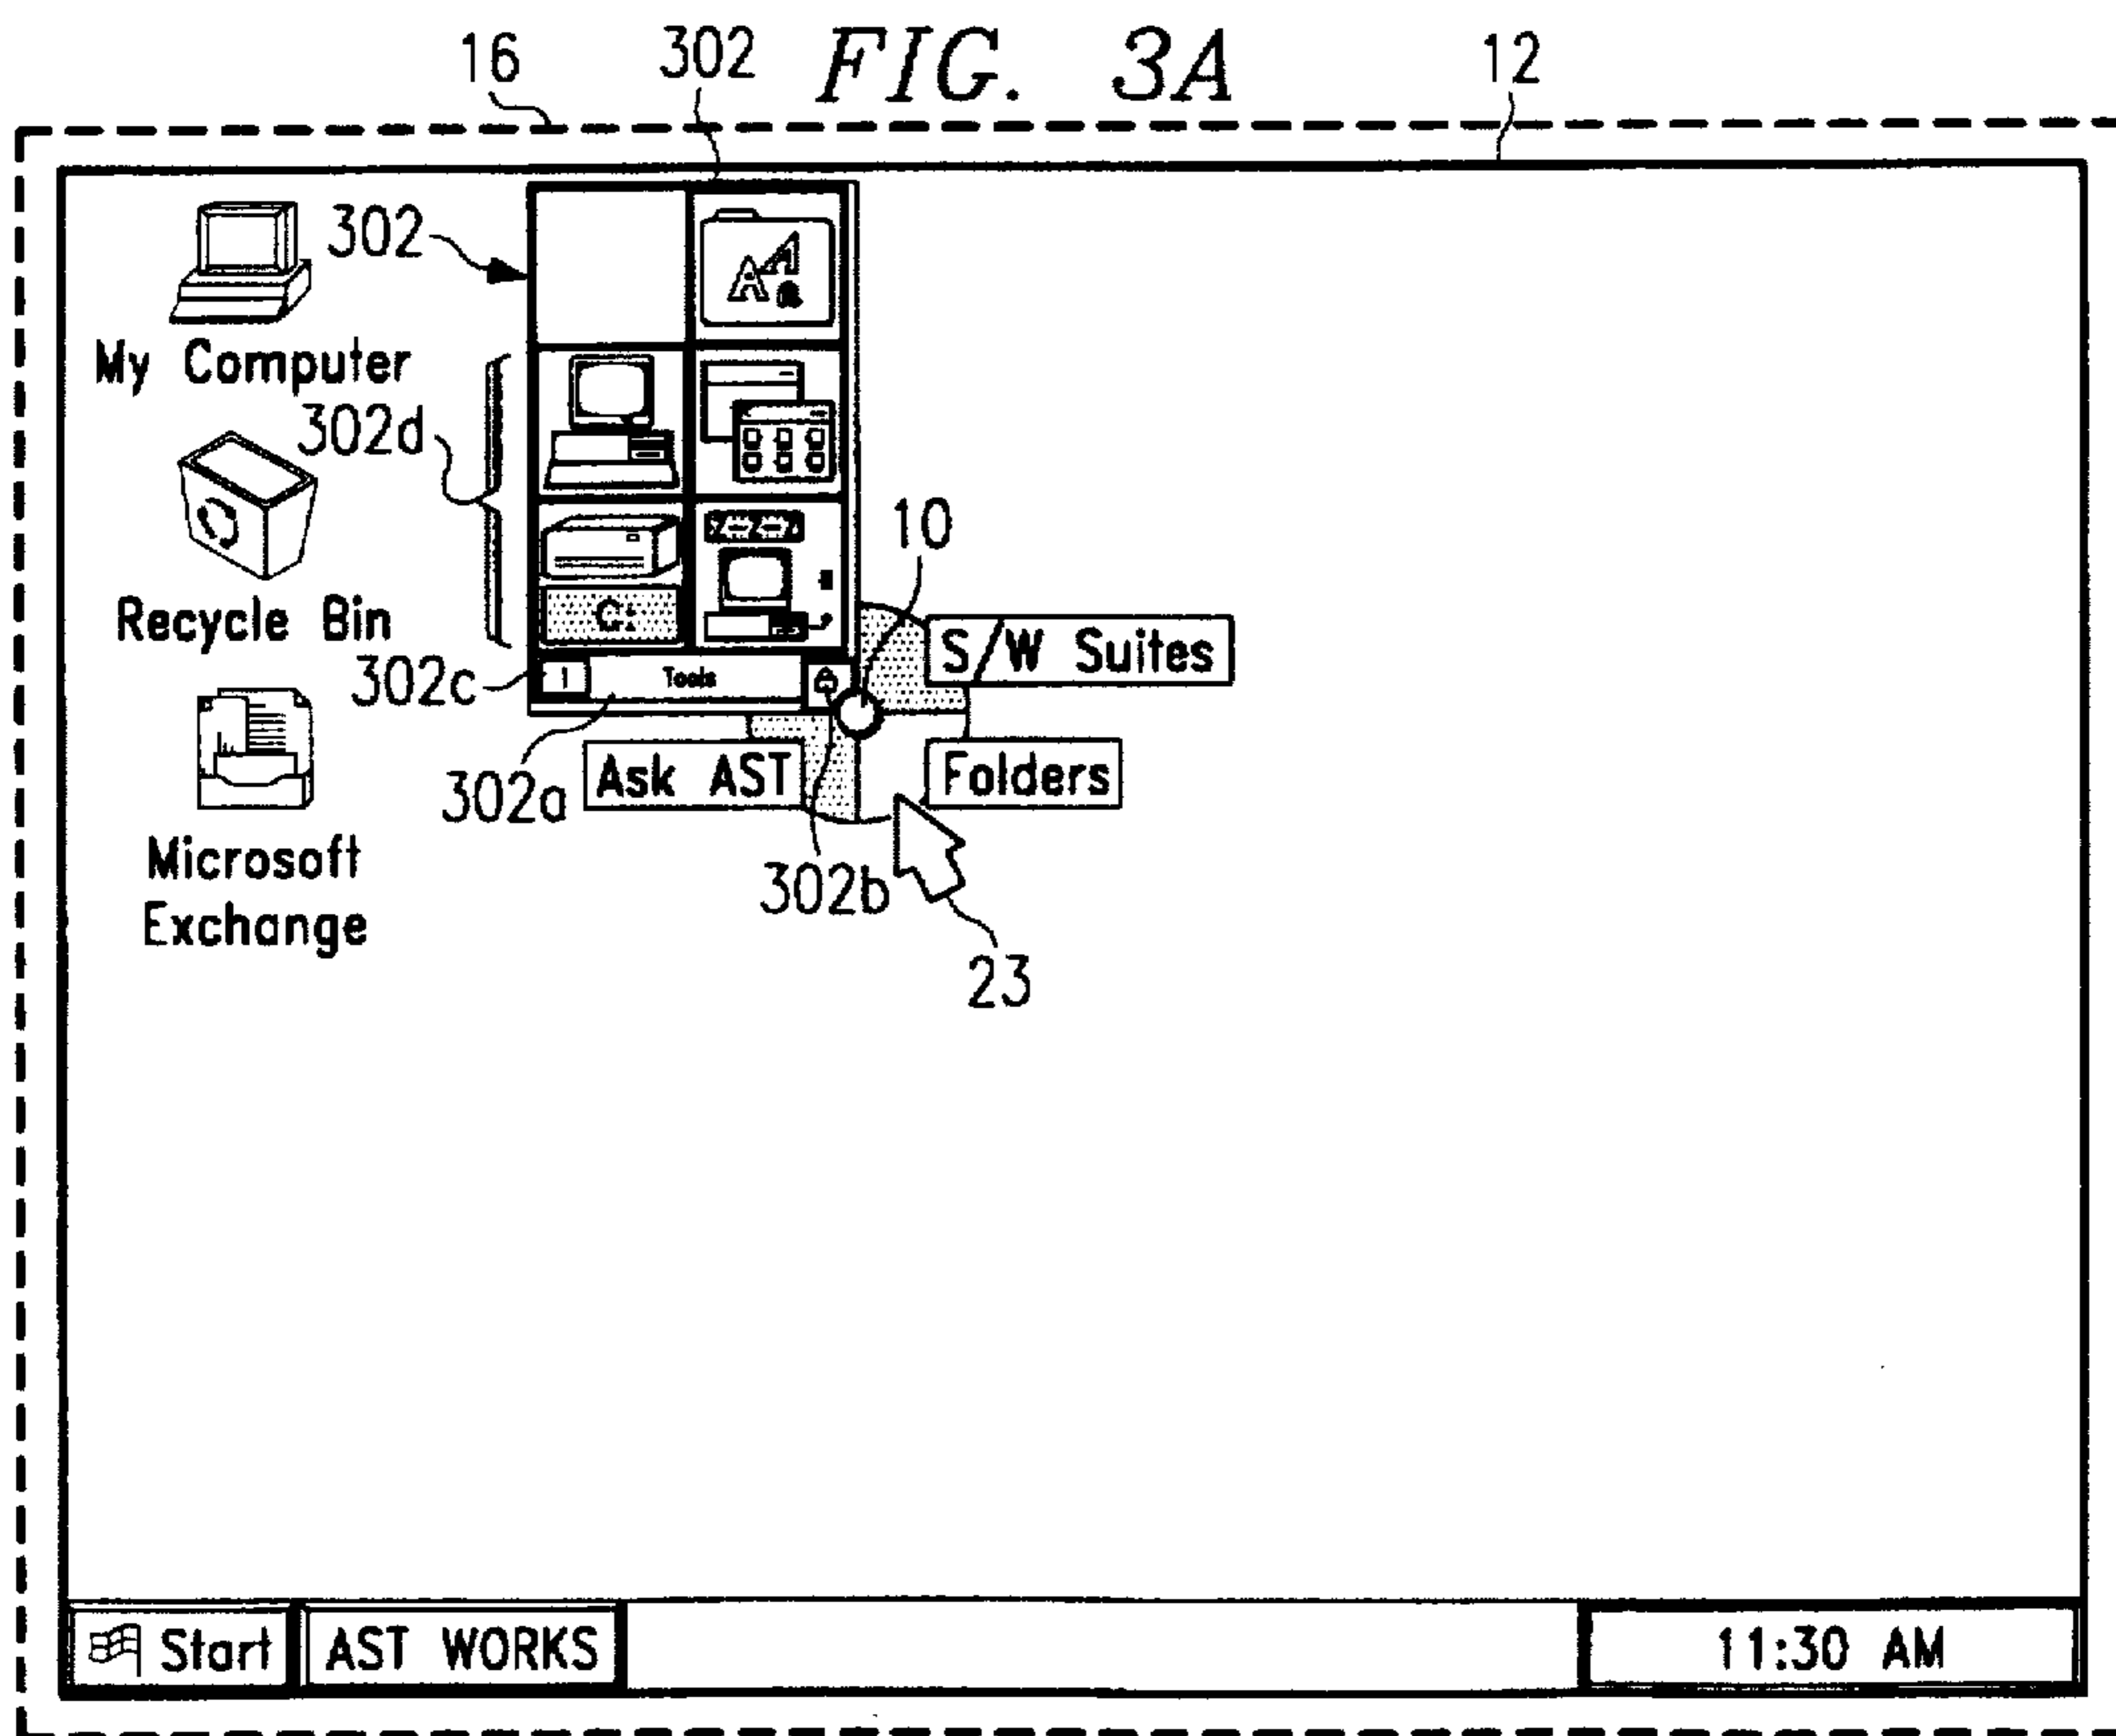 FIG. 3A
16
302
12
302
My Computer
302d
10
Recycle Bin
C:
S/W Suites
302c
1
Tools
302a
Ask AST
Folders
302b
Microsoft
Exchange
23
Start
AST WORKS
11:30 AM